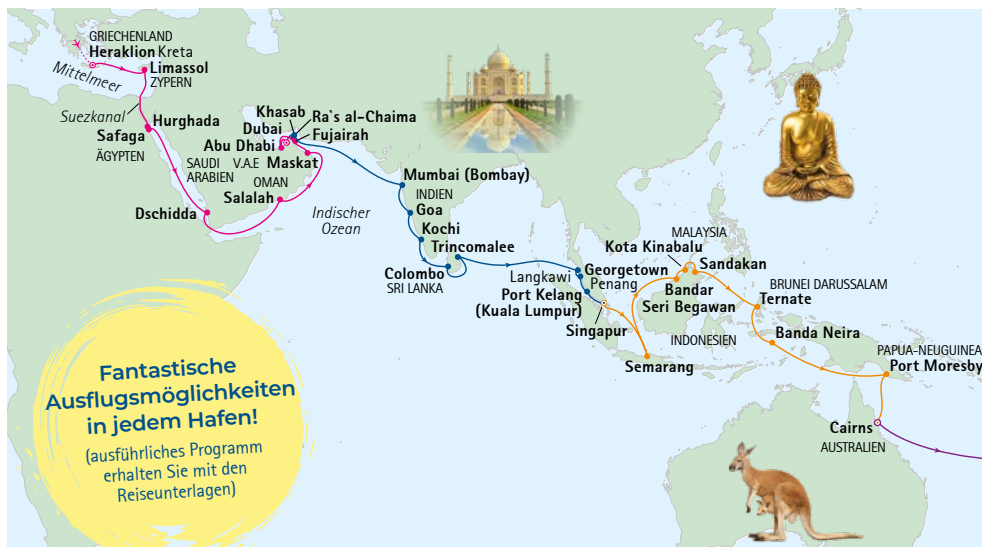 GRIECHENLAND
Heraklion Kreta
Mittelmeer
Limassol
ZYPERN
Suezkanal
Hurghada
Safaga
ÄGYPTEN
SAUDI
ARABIEN
Dschidda
Khasab
Ra`s al-Chaima
Dubai
Fujairah
Abu Dhabi
V.A.E
Maskat
OMAN
Salalah
Indischer
Ozean
Mumbai (Bombay)
INDIEN
Goa
Kochi
Trincomalee
Colombo
SRI LANKA
Langkawi
Georgetown
Penang
Port Kelang
(Kuala Lumpur)
Singapur
MALAYSIA
Kota Kinabalu
Sandakan
Bandar
Seri Begawan
BRUNEI DARUSSALAM
Ternate
Banda Neira
INDONESIEN
Semarang
PAPUA-NEUGUINEA
Port Moresby
Cairns
AUSTRALIEN
Fantastische
Ausflugsmöglichkeiten
in jedem Hafen!
(ausführliches Programm
erhalten Sie mit den
Reiseunterlagen)